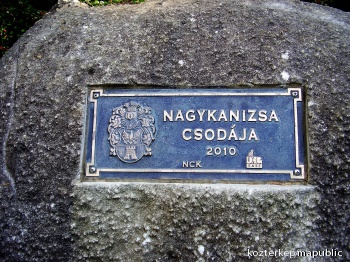 NAGYKANIZSA
CSODÁJA
2010
NCK
kozterkep.mapublic